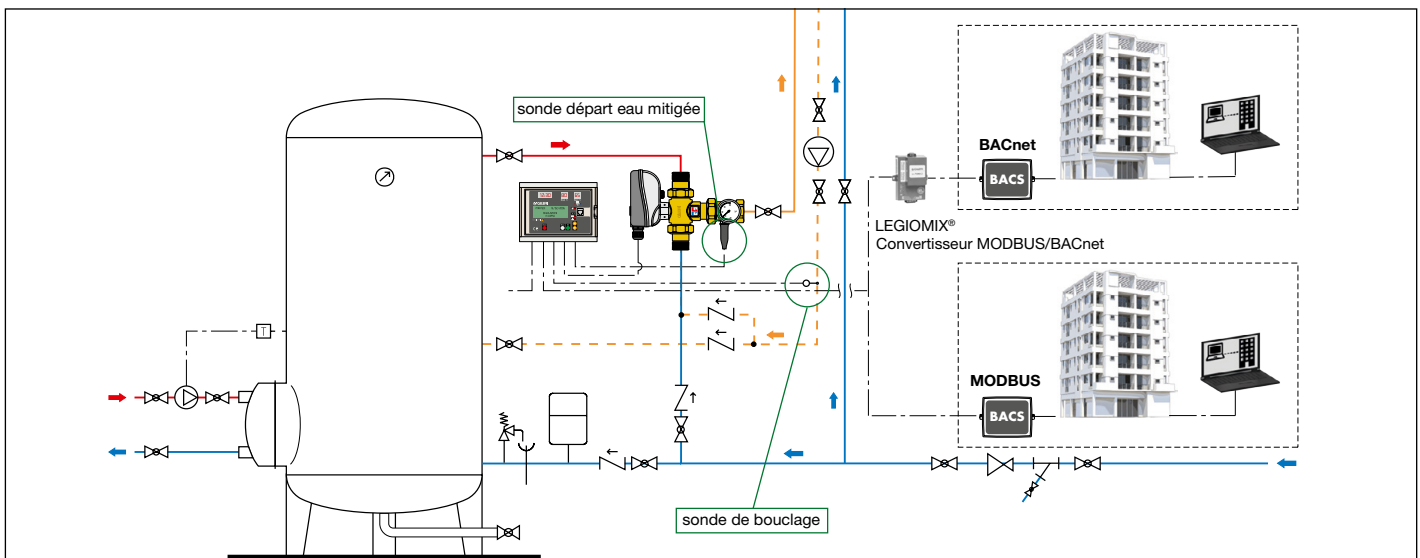 sonde départ eau mitigée
BACnet
BACS
LEGIOMIX®
Convertisseur MODBUS/BACnet
T
MODBUS
BACS
sonde de bouclage